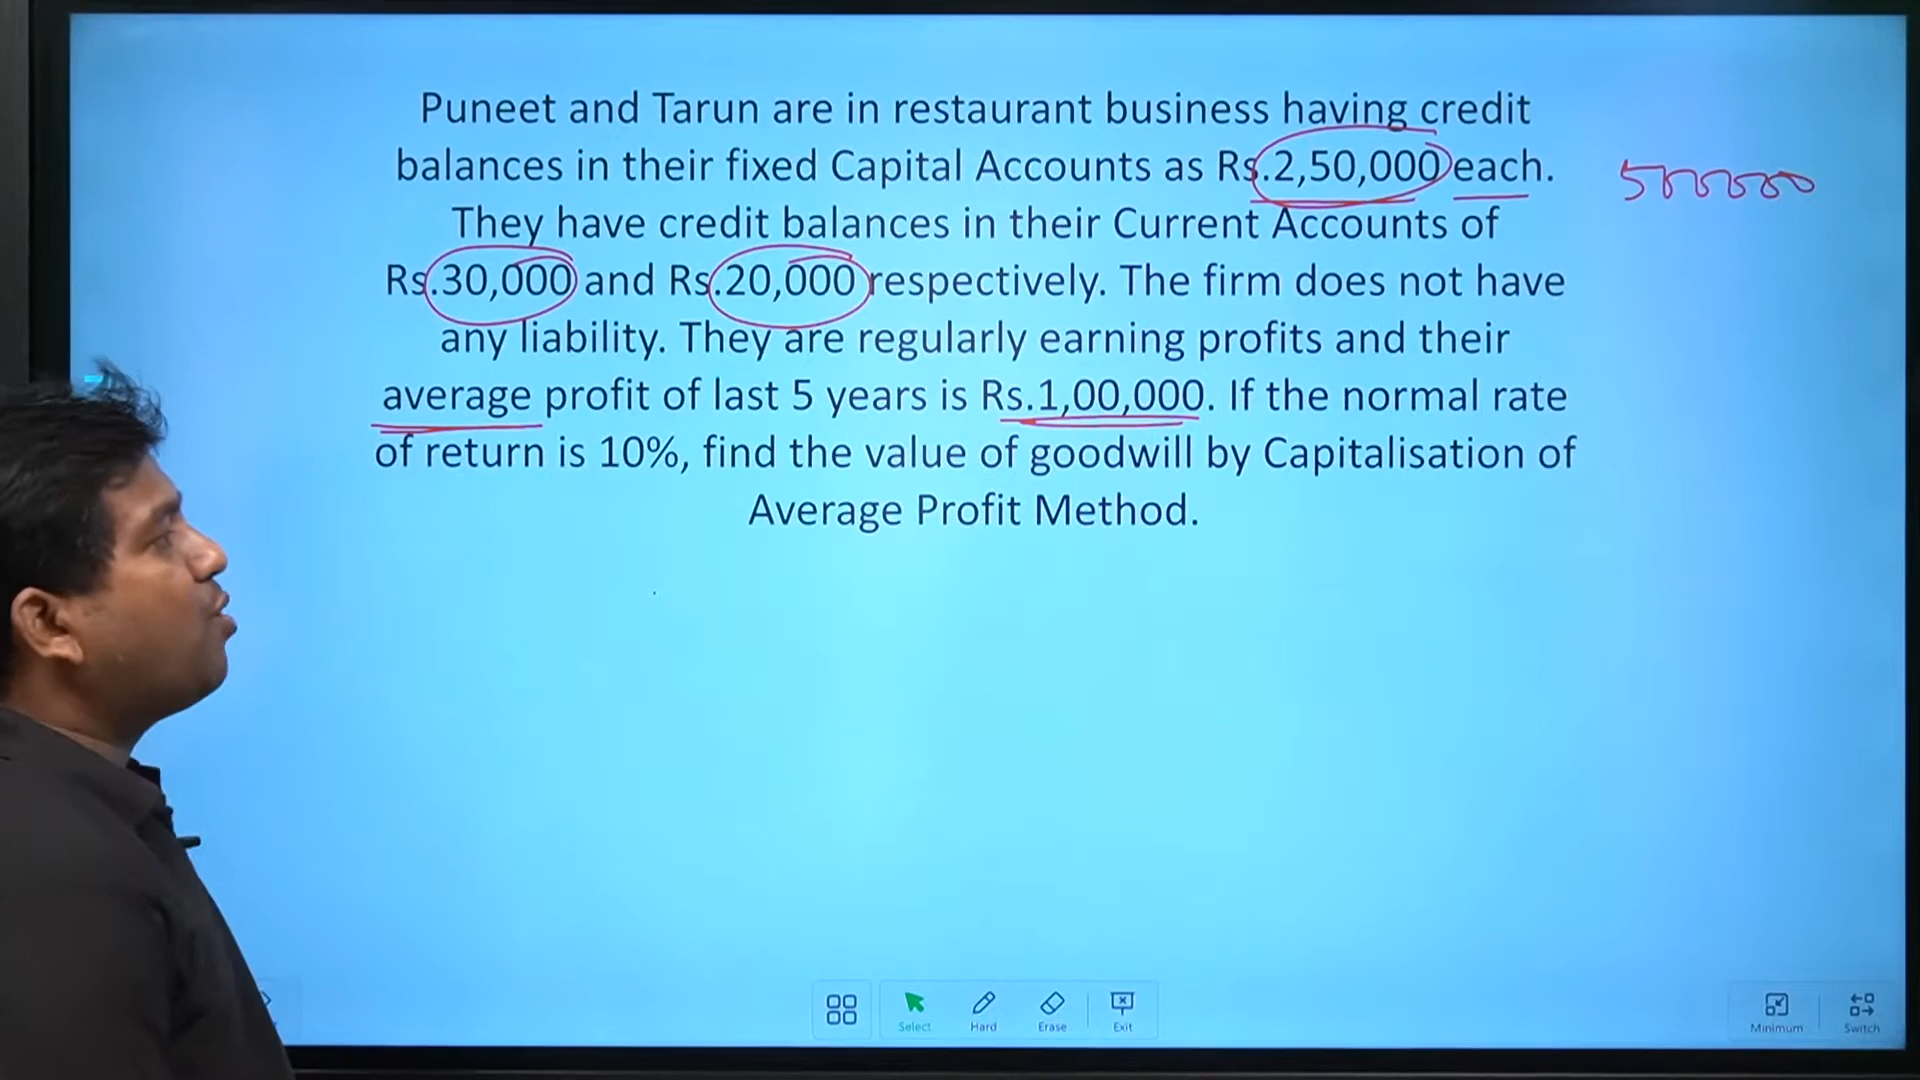 Puneet and Tarun are in restaurant business having credit
balances in their fixed Capital Accounts as Rs.2,50,000 each.
500000
They have credit balances in their Current Accounts of
Rs.30,000 and Rs.20,000 respectively. The firm does not have
any liability. They are regularly earning profits and their
average profit of last 5 years is Rs.1,00,000. If the normal rate
of return is 10%, find the value of goodwill by Capitalisation of
Average Profit Method.
Select
Hard
Erase
Exit
Minimum
Switch